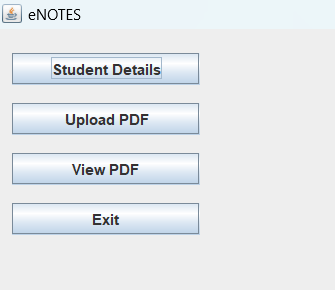 eNOTES
Student Details
Upload PDF
View PDF
Exit